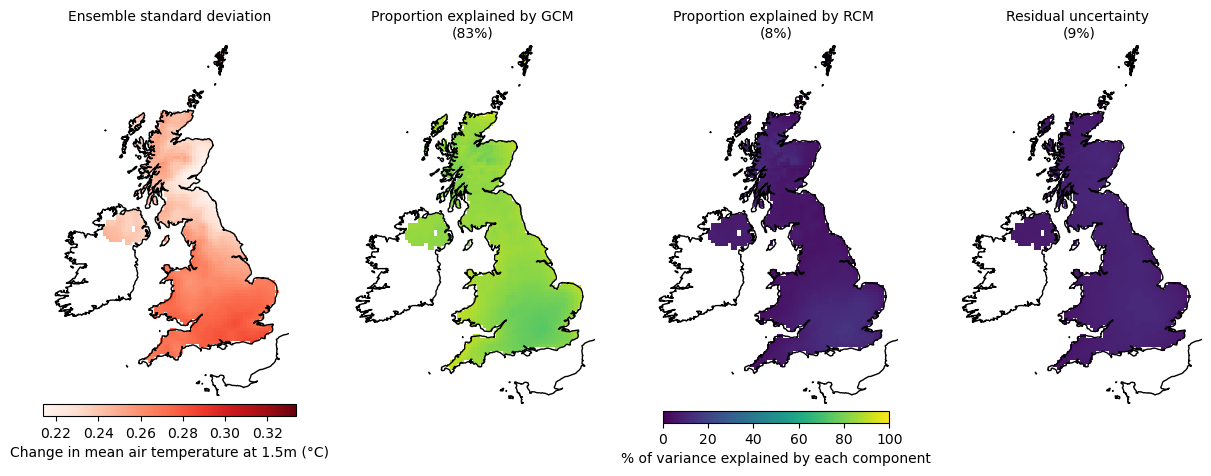 Ensemble standard deviation
Proportion explained by GCM
(83%)
Proportion explained by RCM
(8%)
Residual uncertainty
(9%)
0.22 0.24 0.26 0.28 0.30 0.32
Change in mean air temperature at 1.5m (°C)
0 20 40 60 80 100
% of variance explained by each component